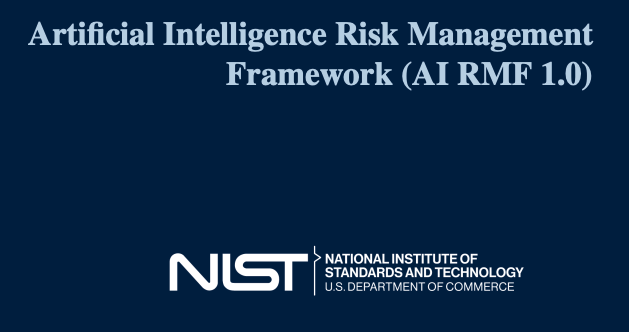 Artificial Intelligence Risk Management
Framework (AI RMF 1.0)
NIST
NATIONAL INSTITUTE OF
STANDARDS AND TECHNOLOGY
U.S. DEPARTMENT OF COMMERCE